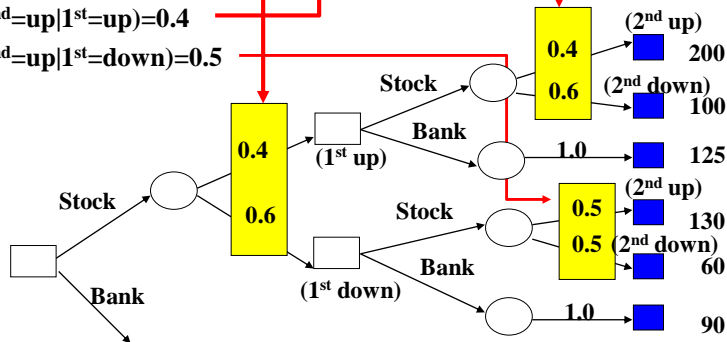 nd=up|1st=up)=0.4
nd=up|1st=down)=0.5
(2nd up)
0.4
200
Stock
0.6
(2nd down)
100
0.4
Bank
(1st up)
1.0
125
Stock
0.6
Stock
0.5
(2nd up)
130
0.5
(2nd down)
60
Bank
(1st down)
Bank
1.0
90